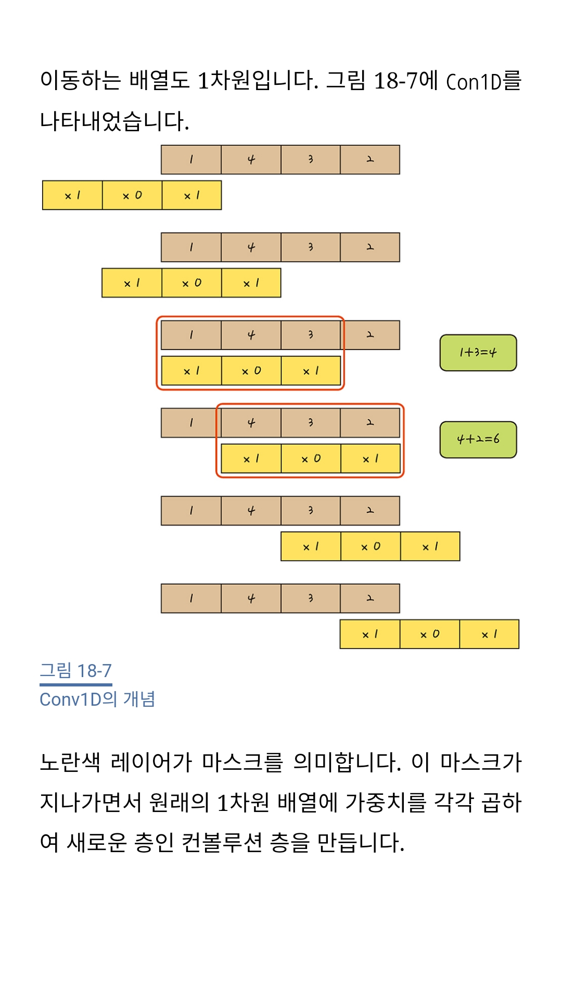 이동하는 배열도 1차원입니다. 그림 18-7에 Con1D를
나타내었습니다.
1 4 3 2
×1 ×0 ×1
1 4 3 2
×1 ×0 ×1
1 4 3 2
×1 ×0 ×1
1+3=4
1 4 3 2
×1 ×0 ×1
4+2=6
1 4 3 2
×1 ×0 ×1
1 4 3 2
×1 ×0 ×1
그림 18-7
Conv1D의 개념
노란색 레이어가 마스크를 의미합니다. 이 마스크가
지나가면서 원래의 1차원 배열에 가중치를 각각 곱하
여 새로운 층인 컨볼루션 층을 만듭니다.